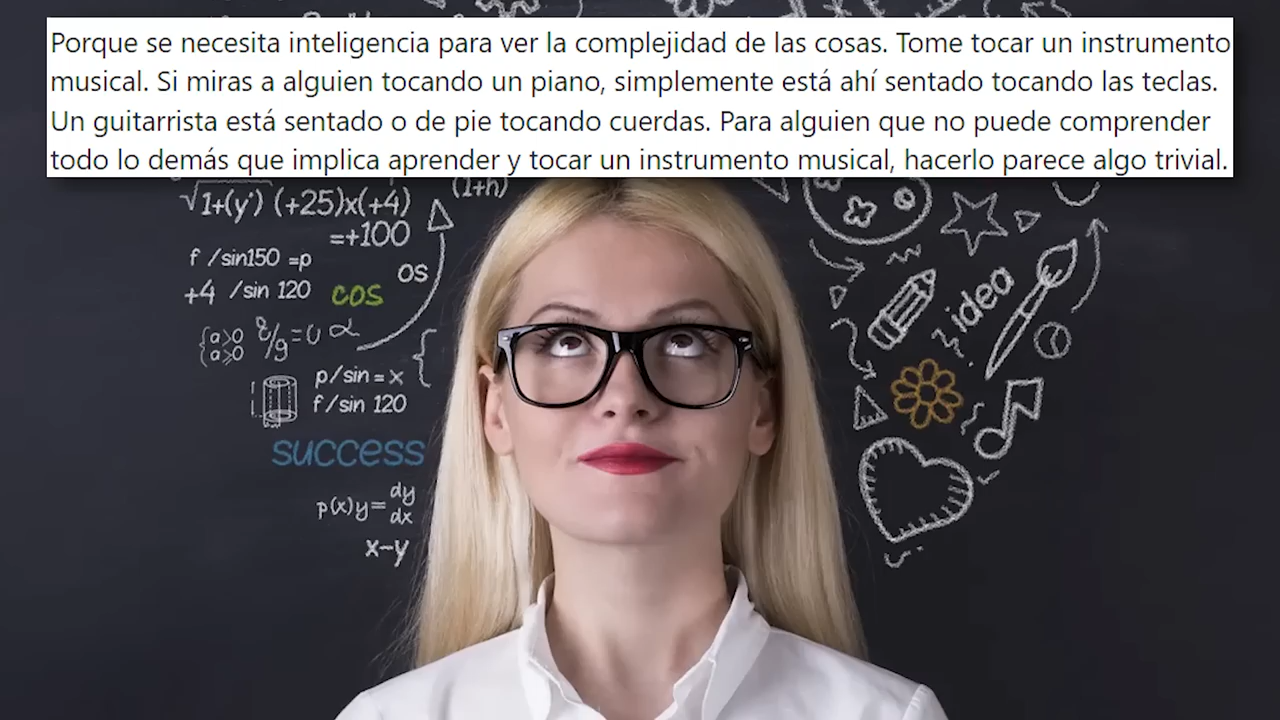 Porque se necesita inteligencia para ver la complejidad de las cosas. Tome tocar un instrumento
musical. Si miras a alguien tocando un piano, simplemente está ahí sentado tocando las teclas.
Un guitarrista está sentado o de pie tocando cuerdas. Para alguien que no puede comprender
todo lo demás que implica aprender y tocar un instrumento musical, hacerlo parece algo trivial.
√1+(y') (+25)x(+4)
(1+h)
=+100
f /sin150 =p
os
+4 /sin 120
cos
{a>0
{a>0
8/g=0 α
p/sin = x
f/sin 120
success
p(x)y= dy
dx
x-y
idea